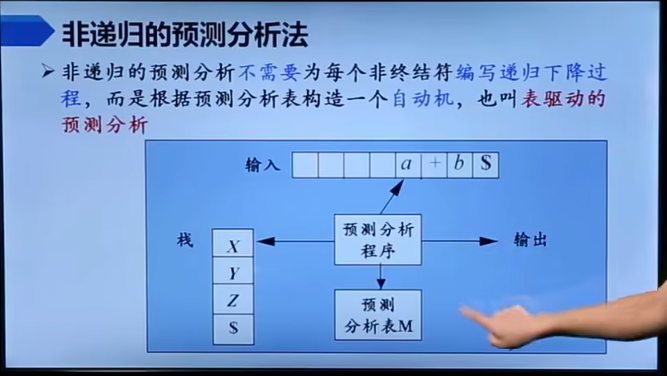 非递归的预测分析法
非递归的预测分析不需要为每个非终结符编写递归下降过
程，而是根据预测分析表构造一个自动机，也叫表驱动的
预测分析
输入 a + b $
栈
X
Y
Z
$
预测分析
程序
输出
预测
分析表M